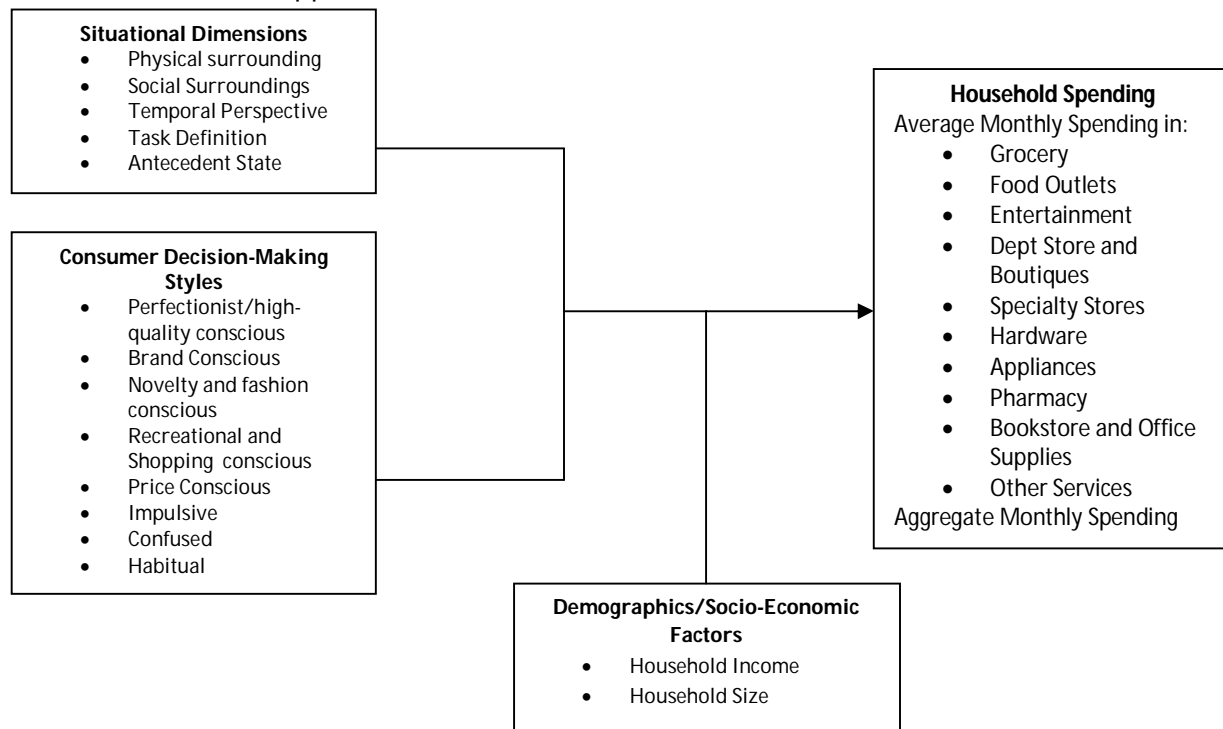 Situational Dimensions
• Physical surrounding
• Social Surroundings
• Temporal Perspective
• Task Definition
• Antecedent State
Consumer Decision-Making
Styles
• Perfectionist/high-
quality conscious
• Brand Conscious
• Novelty and fashion
conscious
• Recreational and
Shopping conscious
• Price Conscious
• Impulsive
• Confused
• Habitual
Household Spending
Average Monthly Spending in:
• Grocery
• Food Outlets
• Entertainment
• Dept Store and
Boutiques
• Specialty Stores
• Hardware
• Appliances
• Pharmacy
• Bookstore and Office
Supplies
• Other Services
Aggregate Monthly Spending
Demographics/Socio-Economic
Factors
• Household Income
• Household Size